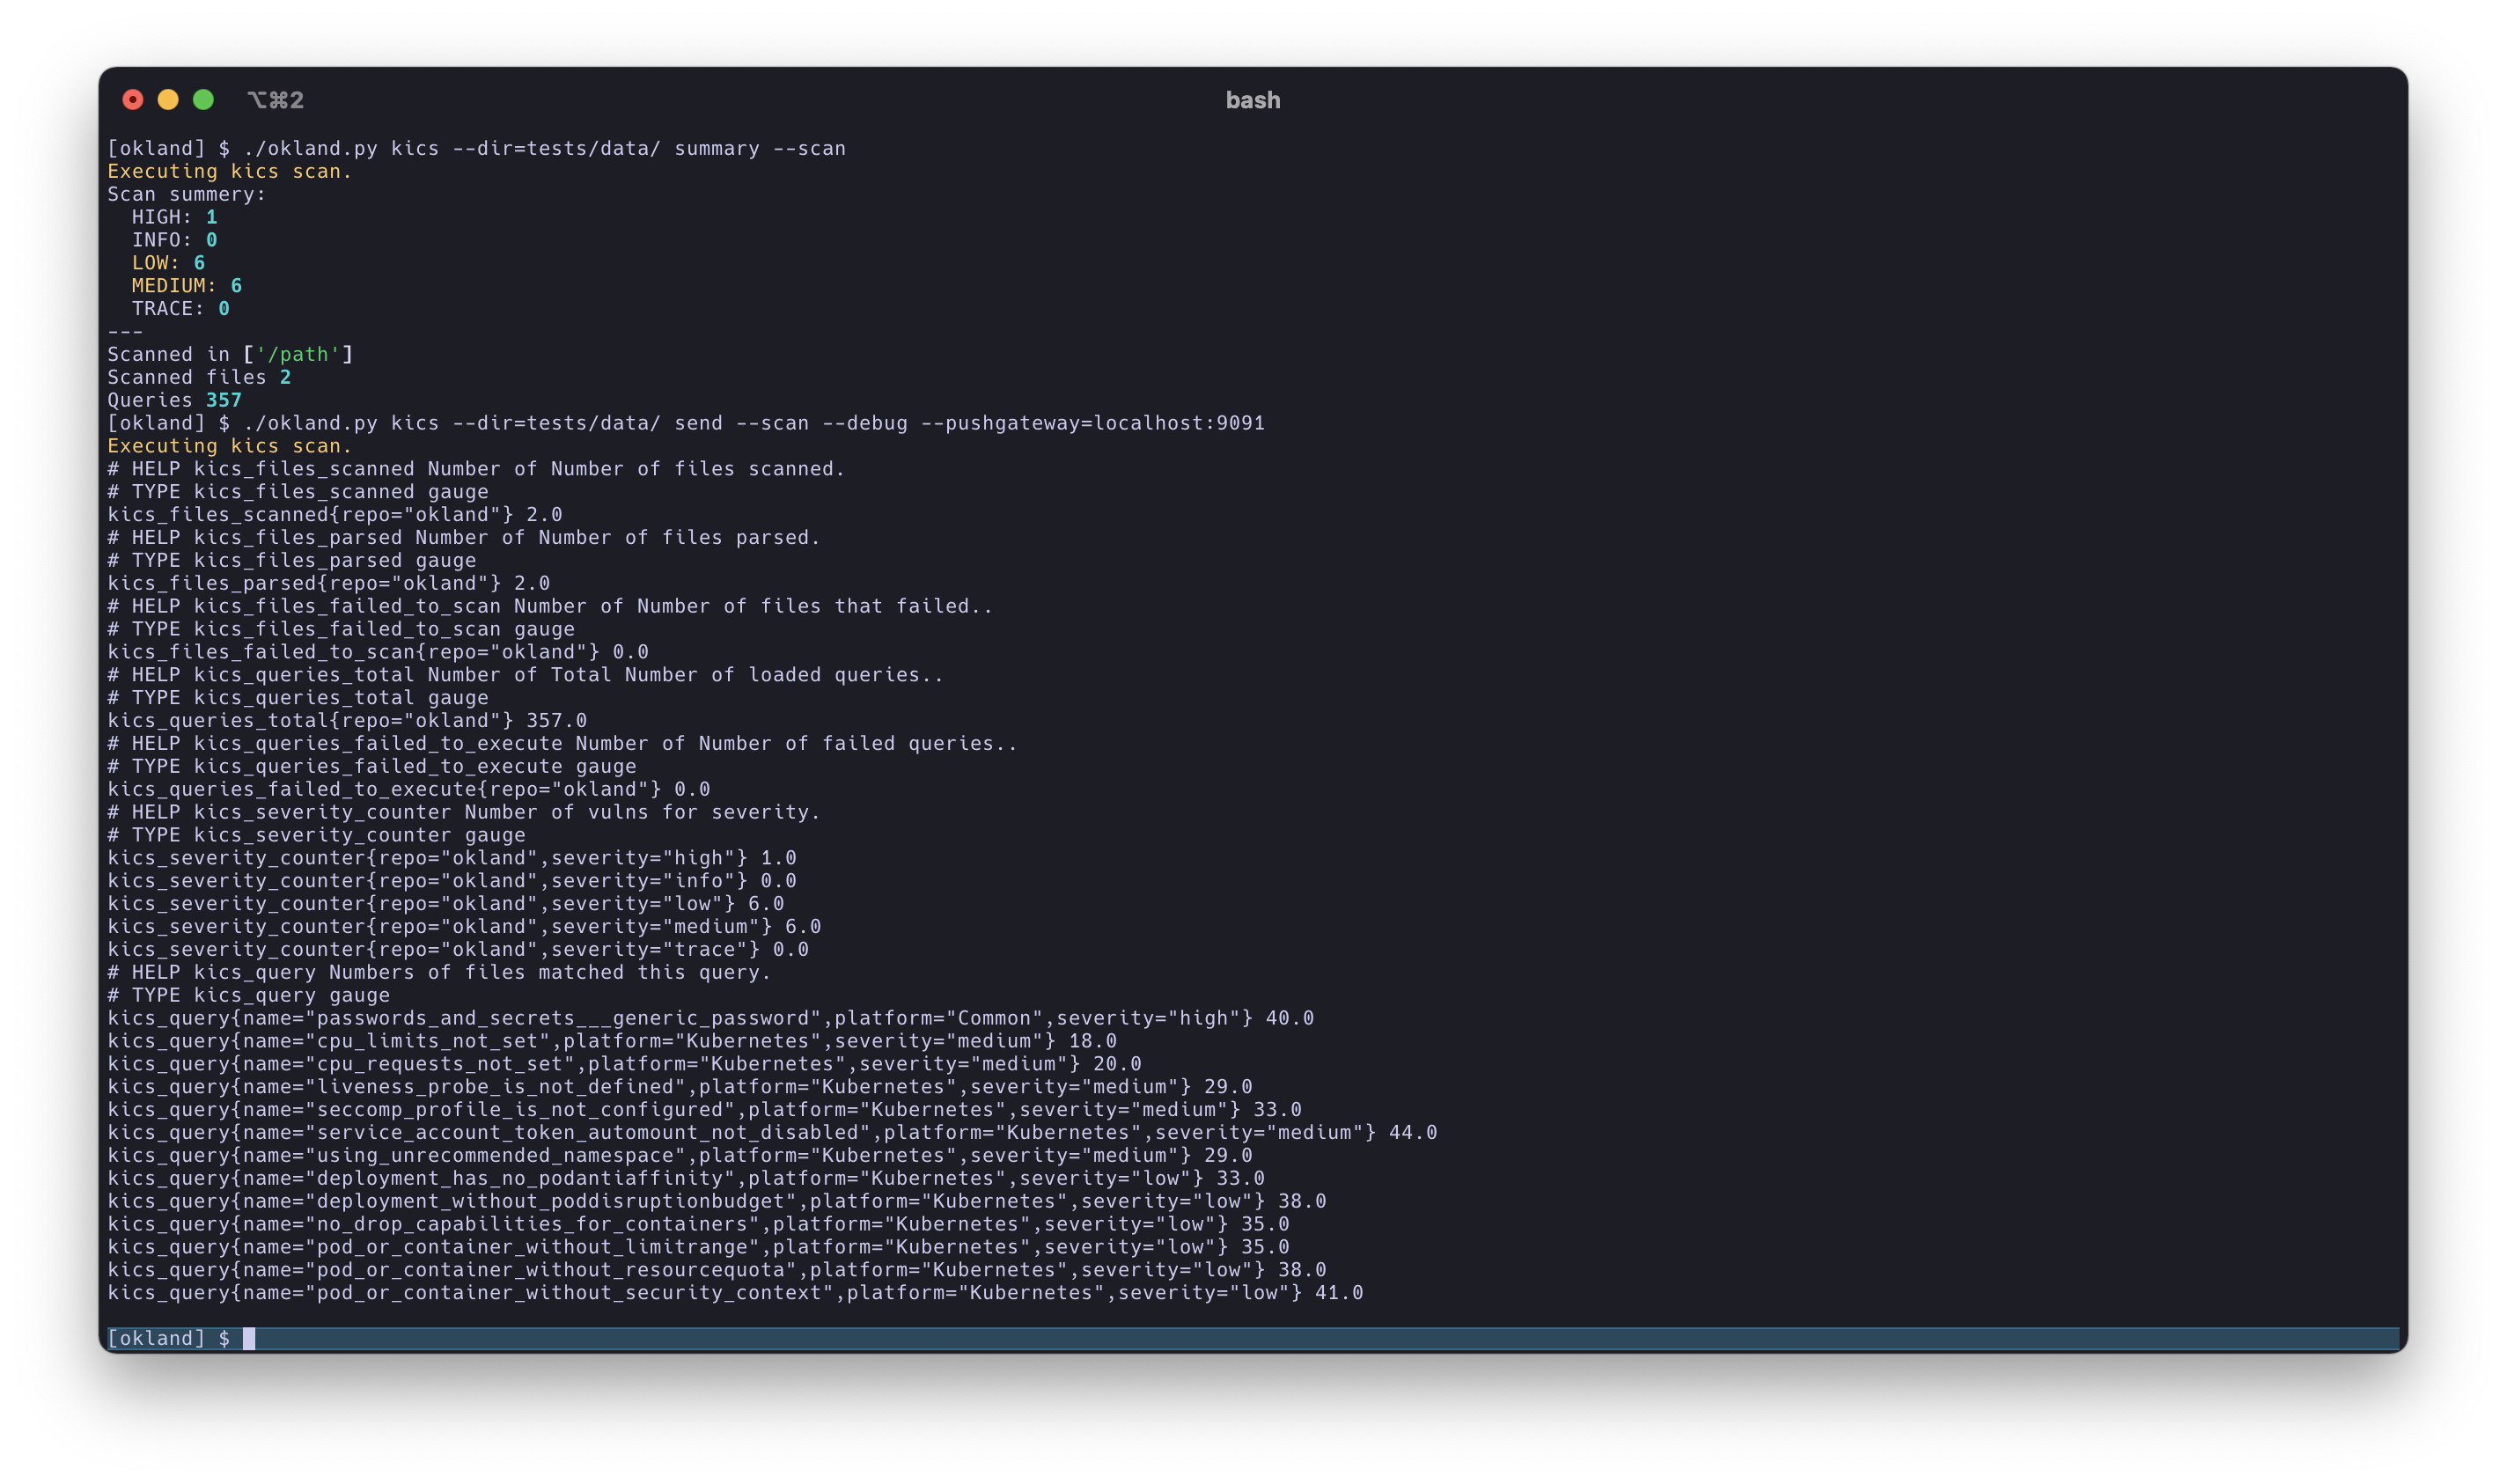 ⌥⌘2
bash
[okland] $ ./okland.py kics --dir=tests/data/ summary --scan
Executing kics scan.
Scan summery:
  HIGH: 1
  INFO: 0
  LOW: 6
  MEDIUM: 6
  TRACE: 0
---
Scanned in ['/path']
Scanned files 2
Queries 357
[okland] $ ./okland.py kics --dir=tests/data/ send --scan --debug --pushgateway=localhost:9091
Executing kics scan.
# HELP kics_files_scanned Number of Number of files scanned.
# TYPE kics_files_scanned gauge
kics_files_scanned{repo="okland"} 2.0
# HELP kics_files_parsed Number of Number of files parsed.
# TYPE kics_files_parsed gauge
kics_files_parsed{repo="okland"} 2.0
# HELP kics_files_failed_to_scan Number of Number of files that failed..
# TYPE kics_files_failed_to_scan gauge
kics_files_failed_to_scan{repo="okland"} 0.0
# HELP kics_queries_total Number of Total Number of loaded queries..
# TYPE kics_queries_total gauge
kics_queries_total{repo="okland"} 357.0
# HELP kics_queries_failed_to_execute Number of Number of failed queries..
# TYPE kics_queries_failed_to_execute gauge
kics_queries_failed_to_execute{repo="okland"} 0.0
# HELP kics_severity_counter Number of vulns for severity.
# TYPE kics_severity_counter gauge
kics_severity_counter{repo="okland",severity="high"} 1.0
kics_severity_counter{repo="okland",severity="info"} 0.0
kics_severity_counter{repo="okland",severity="low"} 6.0
kics_severity_counter{repo="okland",severity="medium"} 6.0
kics_severity_counter{repo="okland",severity="trace"} 0.0
# HELP kics_query Numbers of files matched this query.
# TYPE kics_query gauge
kics_query{name="passwords_and_secrets___generic_password",platform="Common",severity="high"} 40.0
kics_query{name="cpu_limits_not_set",platform="Kubernetes",severity="medium"} 18.0
kics_query{name="cpu_requests_not_set",platform="Kubernetes",severity="medium"} 20.0
kics_query{name="liveness_probe_is_not_defined",platform="Kubernetes",severity="medium"} 29.0
kics_query{name="seccomp_profile_is_not_configured",platform="Kubernetes",severity="medium"} 33.0
kics_query{name="service_account_token_automount_not_disabled",platform="Kubernetes",severity="medium"} 44.0
kics_query{name="using_unrecommended_namespace",platform="Kubernetes",severity="medium"} 29.0
kics_query{name="deployment_has_no_podantiaffinity",platform="Kubernetes",severity="low"} 33.0
kics_query{name="deployment_without_poddisruptionbudget",platform="Kubernetes",severity="low"} 38.0
kics_query{name="no_drop_capabilities_for_containers",platform="Kubernetes",severity="low"} 35.0
kics_query{name="pod_or_container_without_limitrange",platform="Kubernetes",severity="low"} 35.0
kics_query{name="pod_or_container_without_resourcequota",platform="Kubernetes",severity="low"} 38.0
kics_query{name="pod_or_container_without_security_context",platform="Kubernetes",severity="low"} 41.0
[okland] $